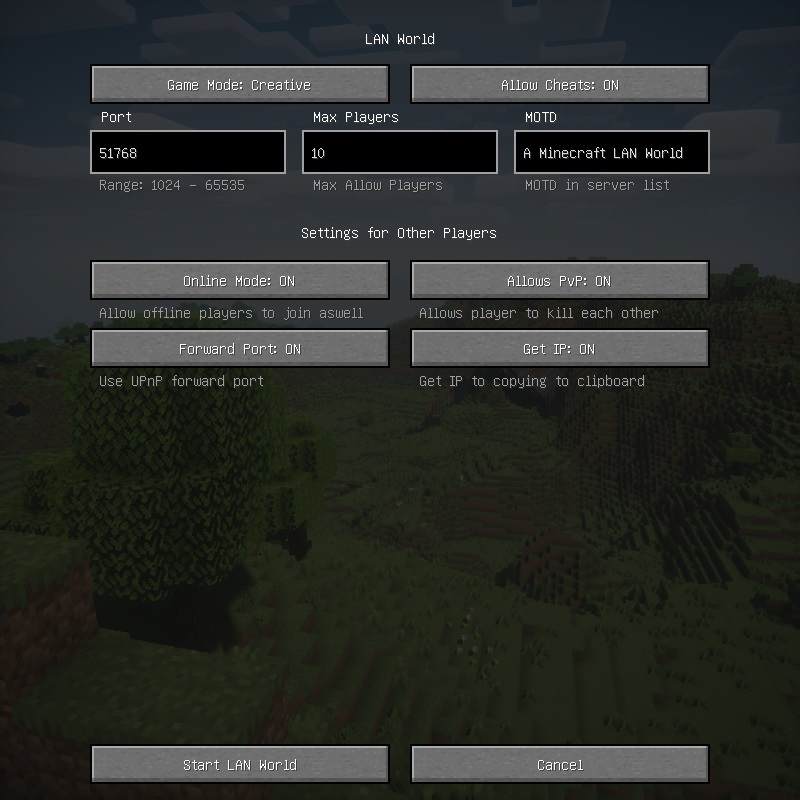 LAN World
Game Mode: Creative
Allow Cheats: ON
Port
Max Players
MOTD
51768
10
A Minecraft LAN World
Range: 1024 - 65535
Max Allow Players
MOTD in server list
Settings for Other Players
Online Mode: ON
Allows PvP: ON
Allow offline players to join aswell
Allows player to kill each other
Forward Port: ON
Get IP: ON
Use UPnP forward port
Get IP to copying to clipboard
Start LAN World
Cancel